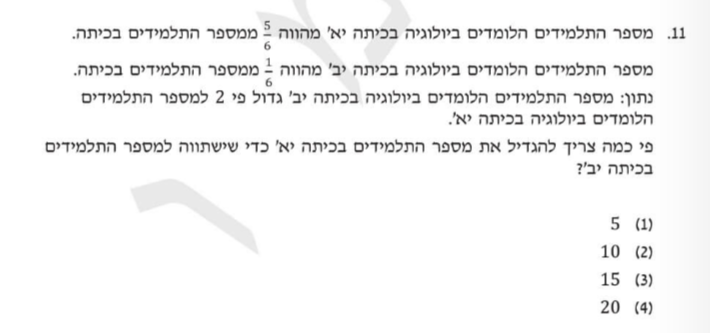 11. מספר התלמידים הלומדים ביולוגיה בכיתה יא' מהווה 5/6 ממספר התלמידים בכיתה.
מספר התלמידים הלומדים ביולוגיה בכיתה יב' מהווה 1/6 ממספר התלמידים בכיתה.
נתון: מספר התלמידים הלומדים ביולוגיה בכיתה יב' גדול פי 2 למספר התלמידים
הלומדים ביולוגיה בכיתה יא'.
פי כמה צריך להגדיל את מספר התלמידים בכיתה יא' כדי שישתווה למספר התלמידים
בכיתה יב'?
(1) 5
(2) 10
(3) 15
(4) 20